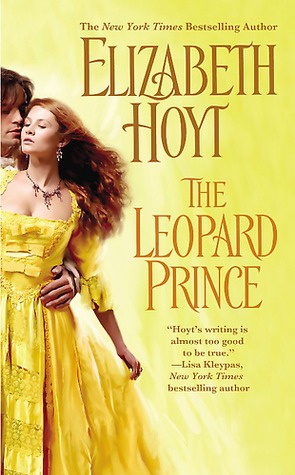 The New York Times Bestselling Author
ELIZABETH
HOYT
THE
LEOPARD
PRINCE
“Hoyt's writing is
almost too good
to be true.”
—Lisa Kleypas,
New York Times
bestselling author